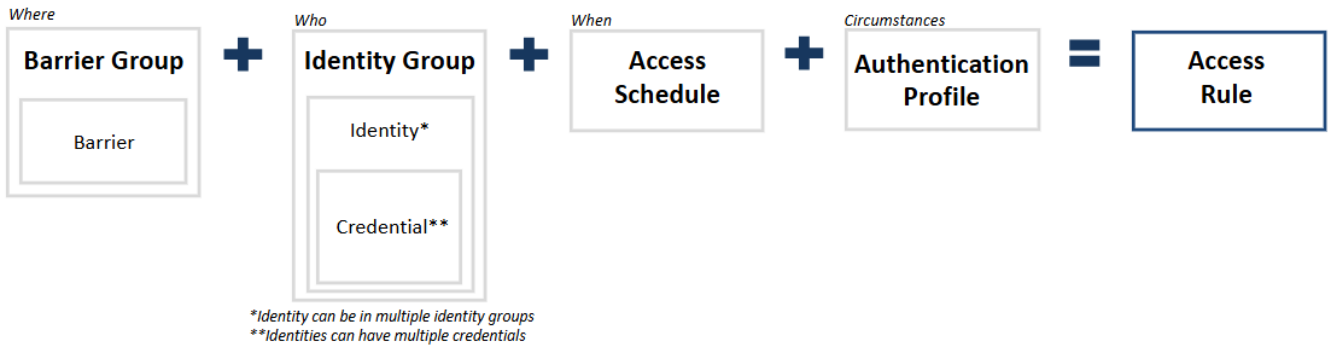 Where
Barrier Group
Barrier
+
Who
Identity Group
Identity*
Credential**
*Identity can be in multiple identity groups
**Identities can have multiple credentials
+
When
Access
Schedule
+
Circumstances
Authentication
Profile
=
Access
Rule